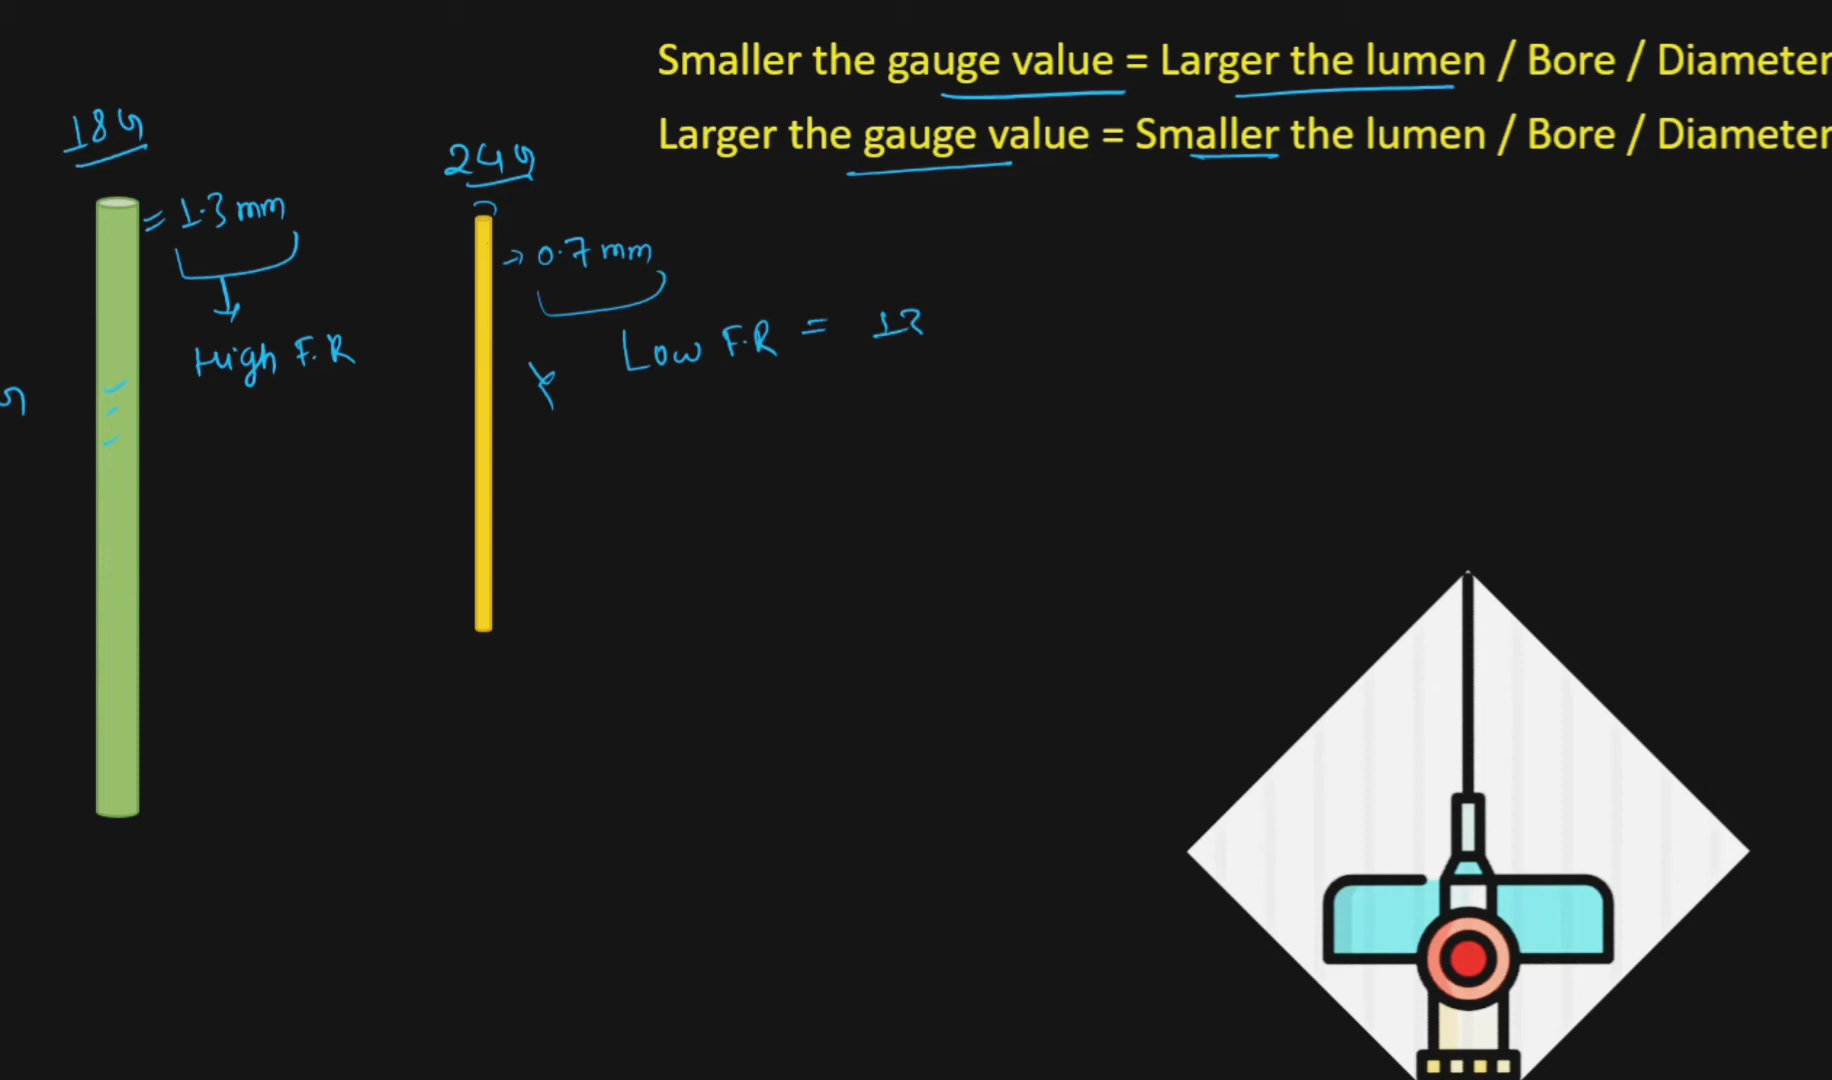 Smaller the gauge value = Larger the lumen / Bore / Diameter
Larger the gauge value = Smaller the lumen / Bore / Diameter
18G
24G
= 1.3 mm
→ 0.7 mm
High F.R
Low F.R =